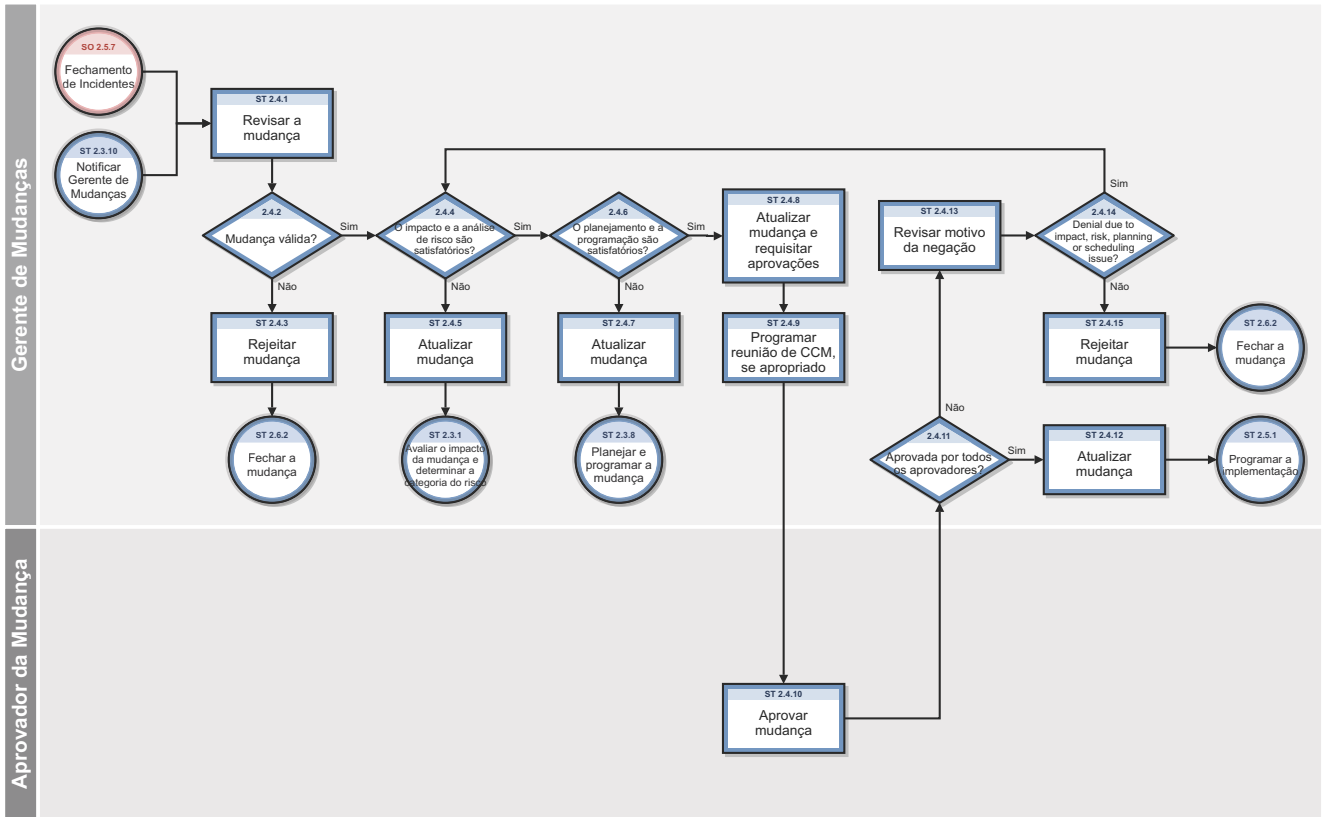 Gerente de Mudanças
SO 2.5.7
Fechamento
de Incidentes
ST 2.3.10
Notificar
Gerente de
Mudanças
ST 2.4.1
Revisar a
mudança
2.4.2
Mudança válida?
Sim
Não
ST 2.4.3
Rejeitar
mudança
ST 2.6.2
Fechar a
mudança
2.4.4
O impacto e a análise
de risco são
satisfatórios?
Sim
Não
ST 2.4.5
Atualizar
mudança
ST 2.3.1
Avaliar o impacto
da mudança e
determinar a
categoria do risco
2.4.6
O planejamento e a
programação são
satisfatórios?
Sim
Não
ST 2.4.7
Atualizar
mudança
ST 2.3.8
Planejar e
programar a
mudança
ST 2.4.8
Atualizar
mudança e
requisitar
aprovações
ST 2.4.9
Programar
reunião de CCM,
se apropriado
ST 2.4.13
Revisar motivo
da negação
2.4.14
Denial due to
impact, risk, planning
or scheduling
issue?
Sim
Não
ST 2.4.15
Rejeitar
mudança
ST 2.6.2
Fechar a
mudança
Não
2.4.11
Aprovada por todos
os aprovadores?
Sim
ST 2.4.12
Atualizar
mudança
ST 2.5.1
Programar a
implementação
Aprovador da Mudança
ST 2.4.10
Aprovar
mudança